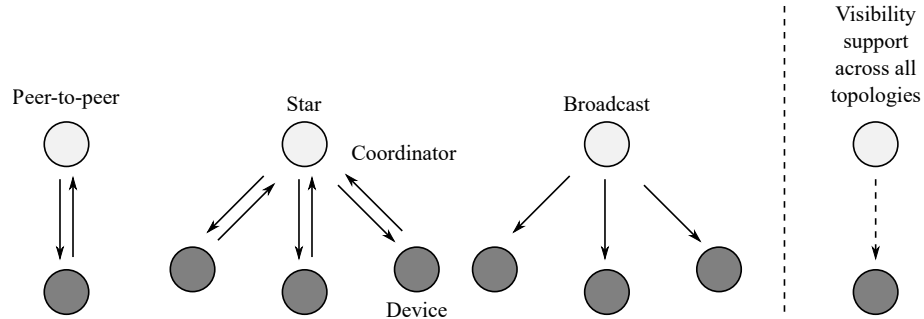 Peer-to-peer
Star
Coordinator
Device
Broadcast
Visibility
support
across all
topologies